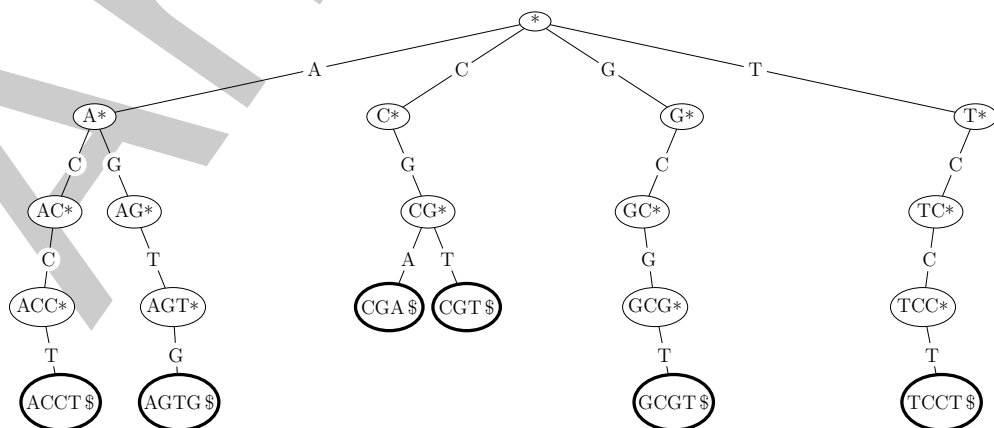 *
A C G T
A* C* G* T*
C G G C C
AC* AG* CG* GC* TC*
C T A T G C
CGA $ CGT $
ACC* AGT* GCG* TCC*
T G T T
ACCT $ AGTG $ GCGT $ TCCT $